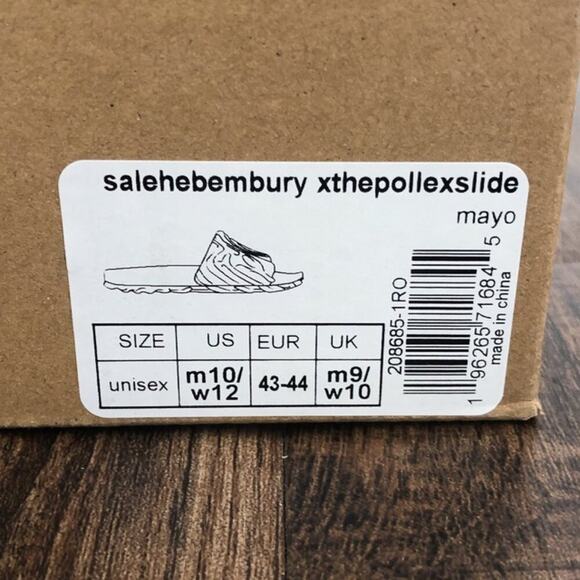 salehebembury xthepollexslide
mayo
SIZE US EUR UK
unisex m10/ w12 43-44 m9/ w10
208685-1RO
1 96265 71684 5
made in china